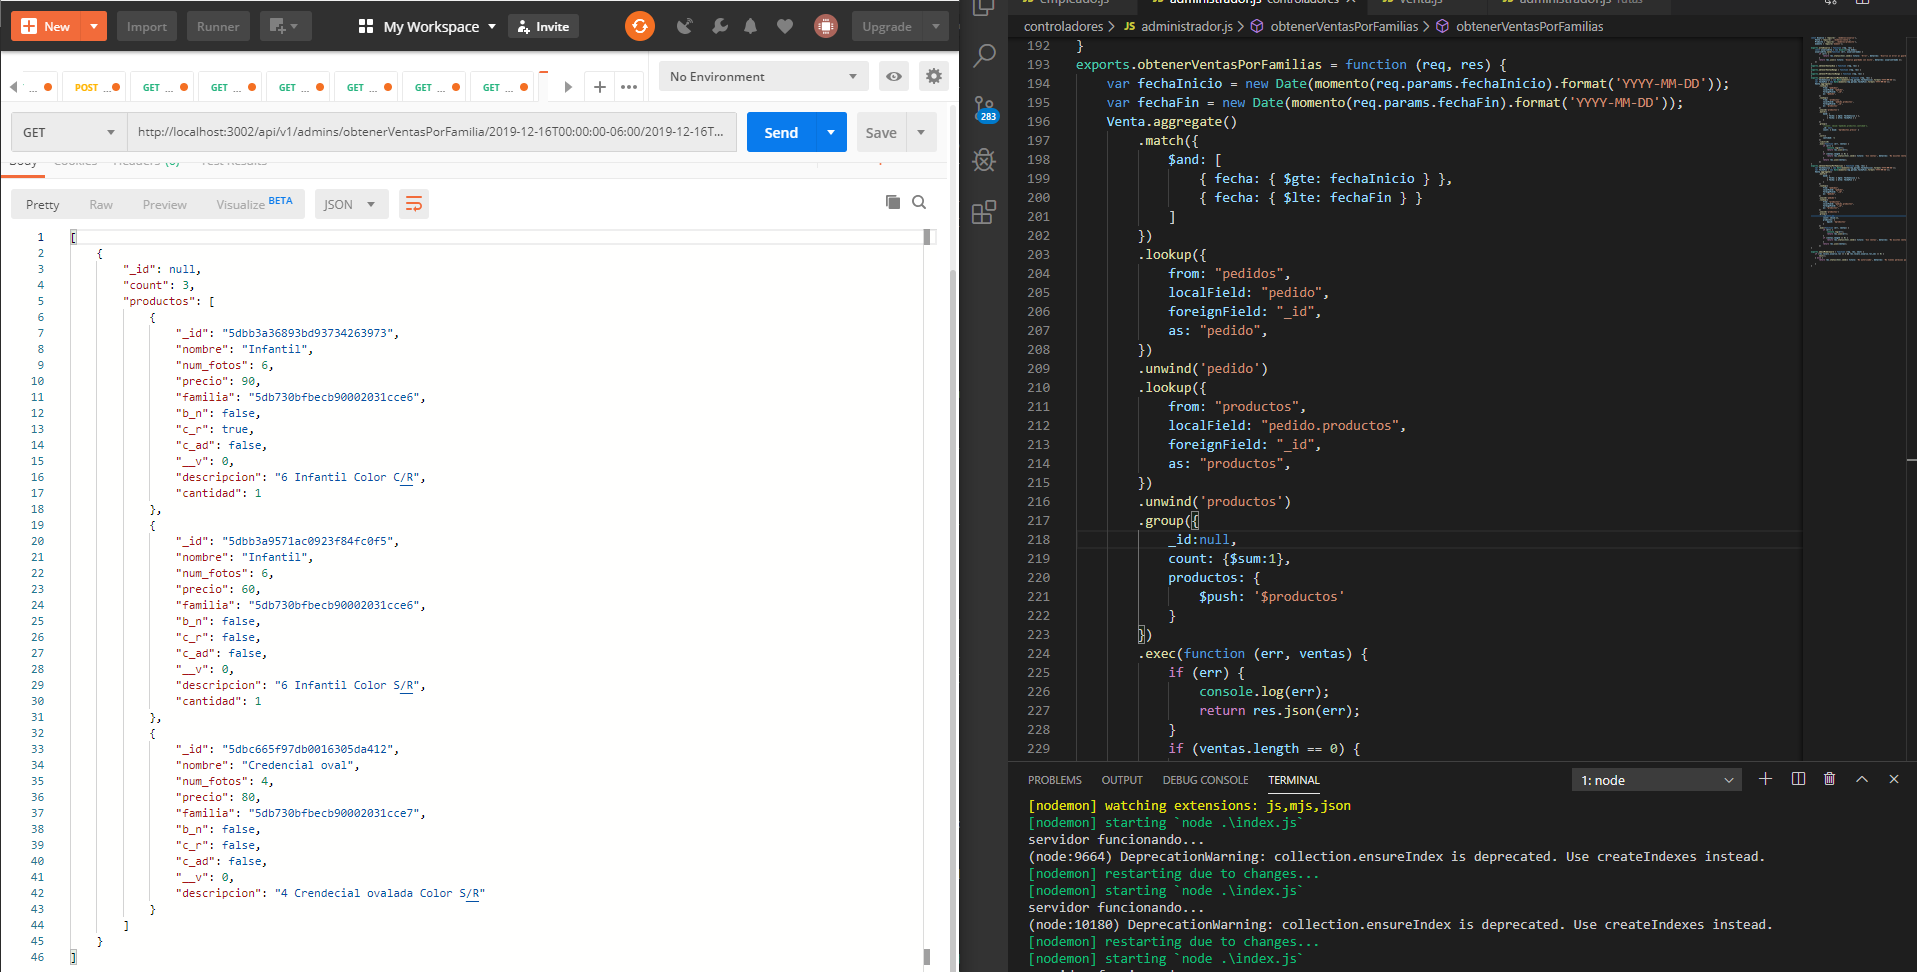 New
Import
Runner
My Workspace
Invite
Upgrade
...
POST ...
GET ...
GET ...
GET ...
GET ...
GET ...
GET ...
No Environment
GET
http://localhost:3002/api/v1/admins/obtenerVentasPorFamilia/2019-12-16T00:00:00-06:00/2019-12-16T...
Send
Save
Body Cookies Headers (6) Test Results
Pretty
Raw
Preview
Visualize BETA
JSON
1 [
2 {
3 "_id": null,
4 "count": 3,
5 "productos": [
6 {
7 "_id": "5dbb3a36893bd93734263973",
8 "nombre": "Infantil",
9 "num_fotos": 6,
10 "precio": 90,
11 "familia": "5db730bfbecb90002031cce6",
12 "b_n": false,
13 "c_r": true,
14 "c_ad": false,
15 "__v": 0,
16 "descripcion": "6 Infantil Color C/R",
17 "cantidad": 1
18 },
19 {
20 "_id": "5dbb3a9571ac0923f84fc0f5",
21 "nombre": "Infantil",
22 "num_fotos": 6,
23 "precio": 60,
24 "familia": "5db730bfbecb90002031cce6",
25 "b_n": false,
26 "c_r": false,
27 "c_ad": false,
28 "__v": 0,
29 "descripcion": "6 Infantil Color S/R",
30 "cantidad": 1
31 },
32 {
33 "_id": "5dbc665f97db0016305da412",
34 "nombre": "Credencial oval",
35 "num_fotos": 4,
36 "precio": 80,
37 "familia": "5db730bfbecb90002031cce7",
38 "b_n": false,
39 "c_r": false,
40 "c_ad": false,
41 "__v": 0,
42 "descripcion": "4 Crendecial ovalada Color S/R"
43 }
44 ]
45 }
46 ]
283
empleado.js
administrador.js controladores
venta.js
administrador.js rutas
controladores > JS administrador.js > obtenerVentasPorFamilias > obtenerVentasPorFamilias
192 }
193 exports.obtenerVentasPorFamilias = function (req, res) {
194 var fechaInicio = new Date(momento(req.params.fechaInicio).format('YYYY-MM-DD'));
195 var fechaFin = new Date(momento(req.params.fechaFin).format('YYYY-MM-DD'));
196 Venta.aggregate()
197 .match({
198 $and: [
199 { fecha: { $gte: fechaInicio } },
200 { fecha: { $lte: fechaFin } }
201 ]
202 })
203 .lookup({
204 from: "pedidos",
205 localField: "pedido",
206 foreignField: "_id",
207 as: "pedido",
208 })
209 .unwind('pedido')
210 .lookup({
211 from: "productos",
212 localField: "pedido.productos",
213 foreignField: "_id",
214 as: "productos",
215 })
216 .unwind('productos')
217 .group({
218 _id:null,
219 count: {$sum:1},
220 productos: {
221 $push: '$productos'
222 }
223 })
224 .exec(function (err, ventas) {
225 if (err) {
226 console.log(err);
227 return res.json(err);
228 }
229 if (ventas.length == 0) {
PROBLEMS
OUTPUT
DEBUG CONSOLE
TERMINAL
1: node
[nodemon] watching extensions: js,mjs,json
[nodemon] starting `node .\index.js`
servidor funcionando...
(node:9664) DeprecationWarning: collection.ensureIndex is deprecated. Use createIndexes instead.
[nodemon] restarting due to changes...
[nodemon] starting `node .\index.js`
servidor funcionando...
(node:10180) DeprecationWarning: collection.ensureIndex is deprecated. Use createIndexes instead.
[nodemon] restarting due to changes...
[nodemon] starting `node .\index.js`